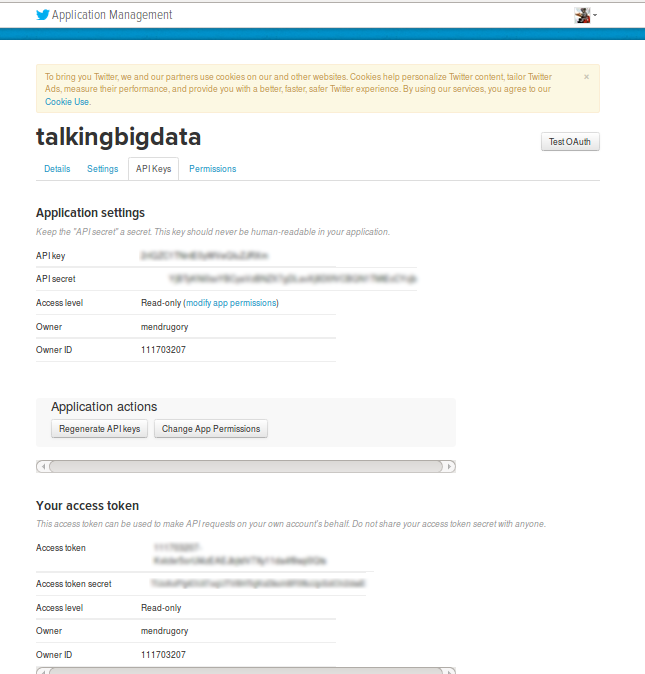 Application Management
To bring you Twitter, we and our partners use cookies on our and other websites. Cookies help personalize Twitter content, tailor Twitter
Ads, measure their performance, and provide you with a better, faster, safer Twitter experience. By using our services, you agree to our
Cookie Use.
×
talkingbigdata
Test OAuth
Details Settings API Keys Permissions
Application settings
Keep the "API secret" a secret. This key should never be human-readable in your application.
API key
API secret
Access level Read-only (modify app permissions)
Owner mendrugory
Owner ID 111703207
Application actions
Regenerate API keys Change App Permissions
Your access token
This access token can be used to make API requests on your own account's behalf. Do not share your access token secret with anyone.
Access token
Access token secret
Access level Read-only
Owner mendrugory
Owner ID 111703207